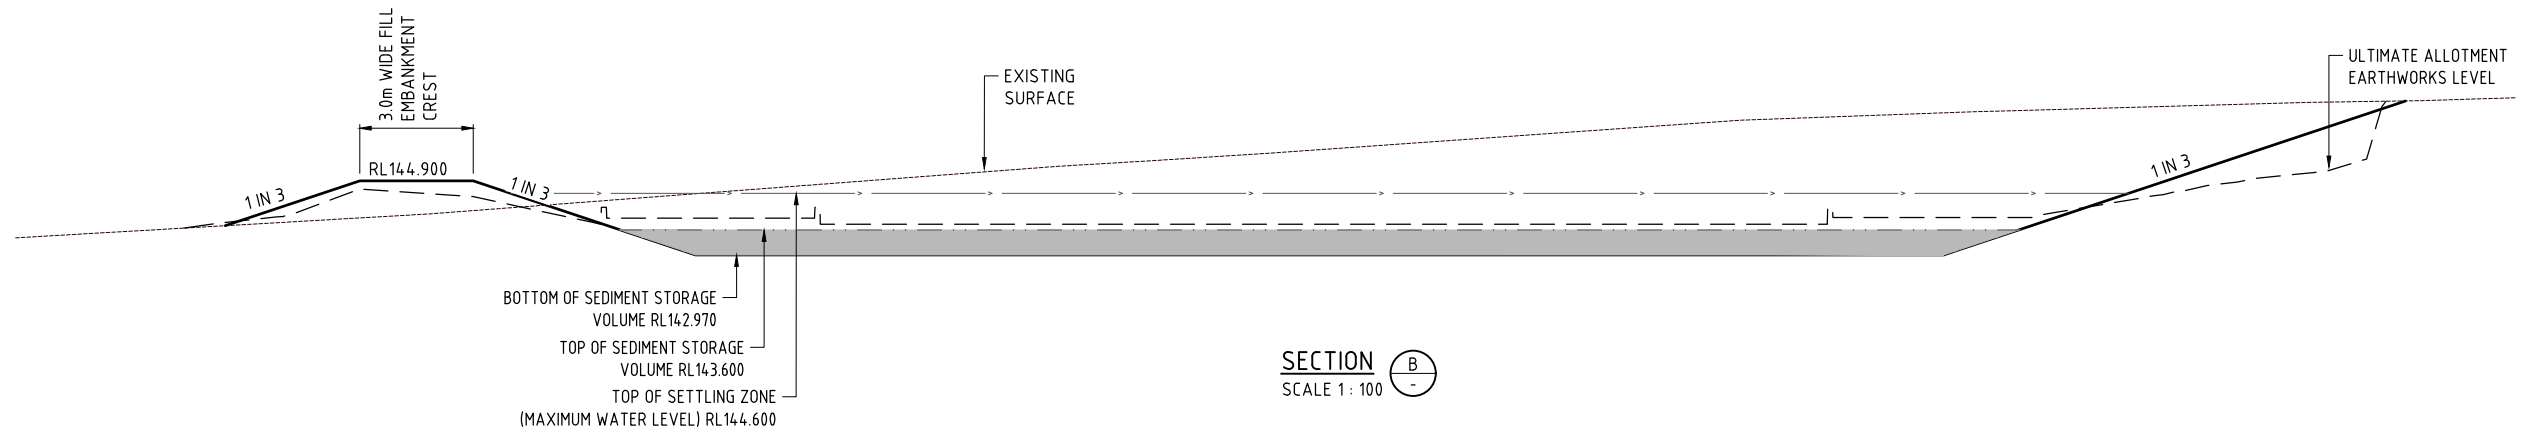 3.0m WIDE FILL
EMBANKMENT
CREST
RL144.900
1 IN 3
1 IN 3
EXISTING
SURFACE
1 IN 3
ULTIMATE ALLOTMENT
EARTHWORKS LEVEL
BOTTOM OF SEDIMENT STORAGE
VOLUME RL142.970
TOP OF SEDIMENT STORAGE
VOLUME RL143.600
TOP OF SETTLING ZONE
(MAXIMUM WATER LEVEL) RL144.600
SECTION
SCALE 1 : 100
B
-